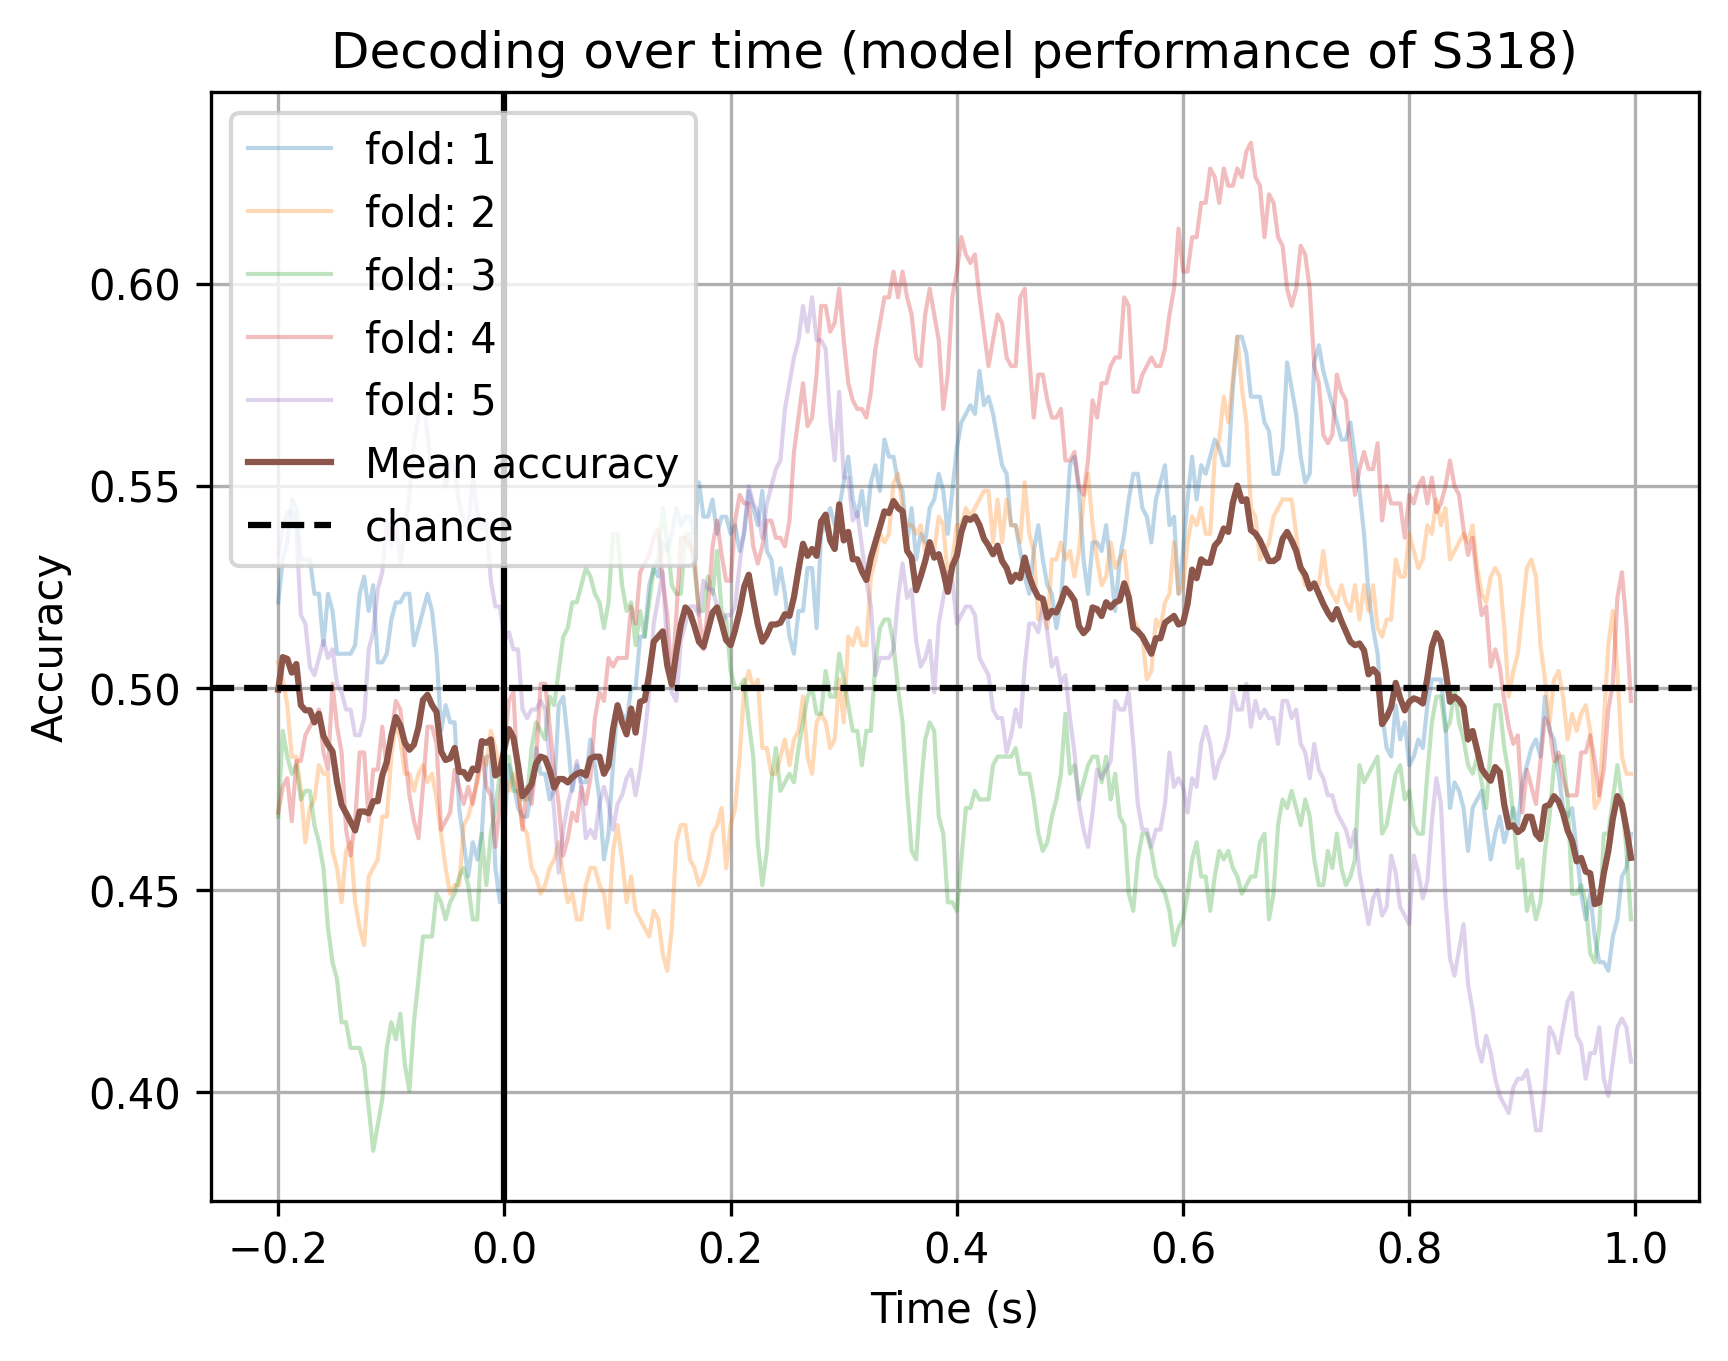 Decoding over time (model performance of S318)
fold: 1
fold: 2
fold: 3
fold: 4
fold: 5
Mean accuracy
chance
Accuracy
0.60
0.55
0.50
0.45
0.40
−0.2 0.0 0.2 0.4 0.6 0.8 1.0
Time (s)